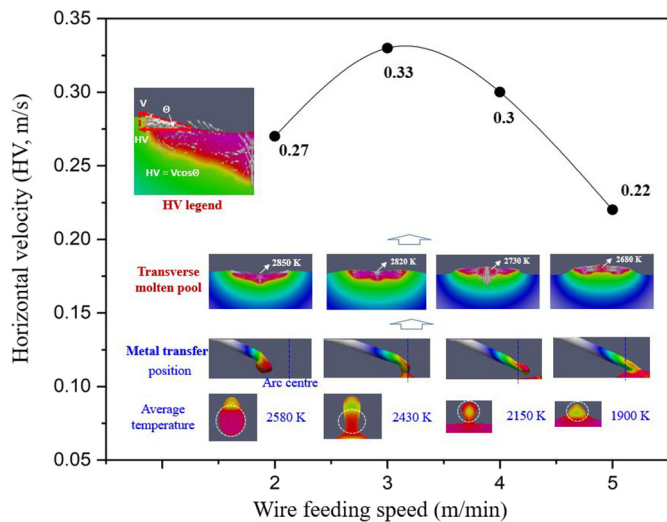 Horizontal velocity (HV, m/s)
0.35
0.30
0.25
0.20
0.15
0.10
0.05
V
Θ
HV
HV = VcosΘ
HV legend
0.27
0.33
0.3
0.22
Transverse
molten pool
2850 K
2820 K
2730 K
2680 K
Metal transfer
position
Arc centre
Average
temperature
2580 K
2430 K
2150 K
1900 K
2
3
4
5
Wire feeding speed (m/min)